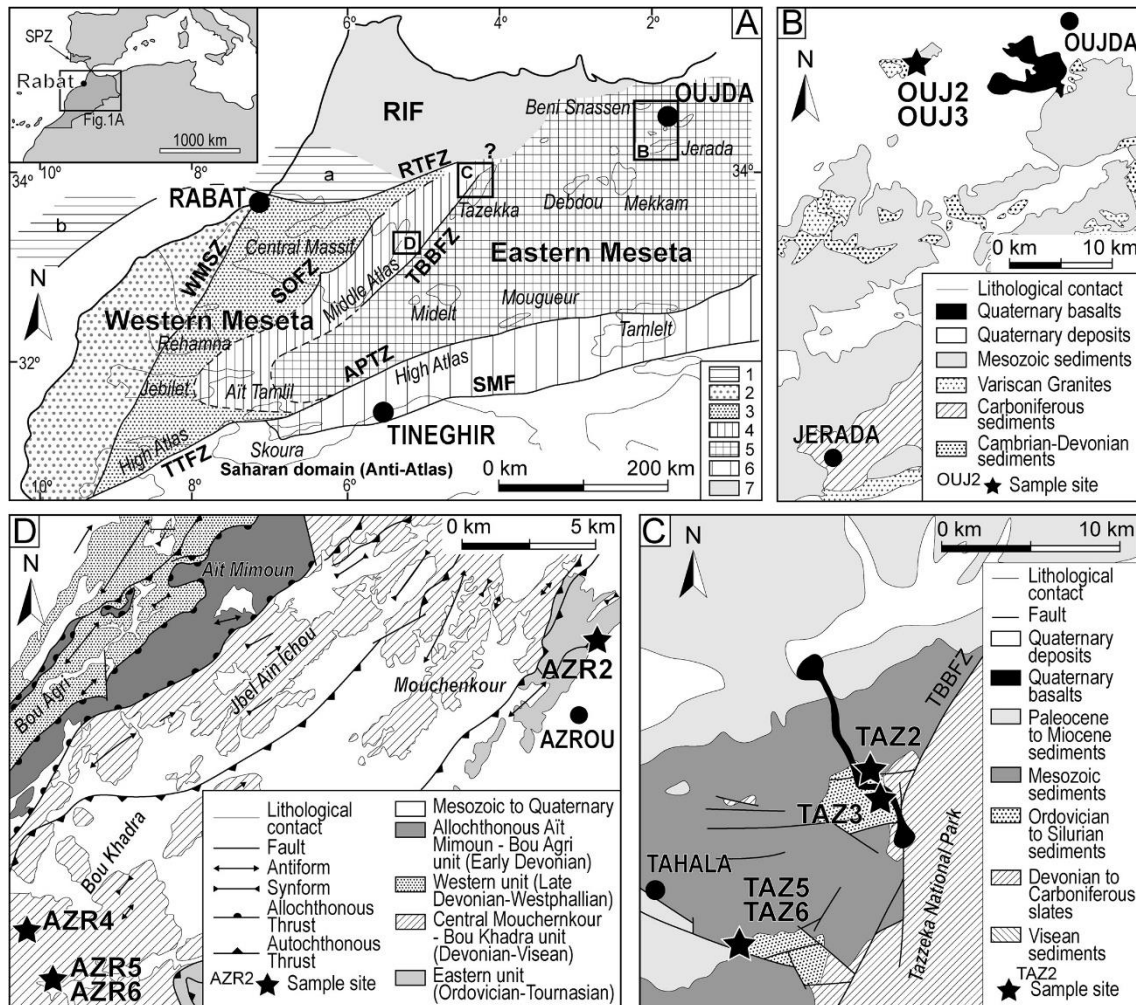 A
SPZ
Rabat
Fig.1A
1000 km
10°
8°
6°
4°
2°
34°
34°
32°
10°
8°
6°
RIF
Beni Snassen
OUJDA
B
Jerada
RTFZ
?
a
b
C
RABAT
Tazekka
Debdou
Mekkam
Central Massif
D
WMSZ
SOFZ
Middle Atlas
TBBFZ
Eastern Meseta
N
Western Meseta
Rehamna
Midelt
Mougueur
Tamlelt
APTZ
High Atlas
SMF
Jebilet
Aït Tamlil
TINEGHIR
High Atlas
TTFZ
Skoura
Saharan domain (Anti-Atlas)
0 km
200 km
1
2
3
4
5
6
7
B
N
OUJDA
OUJ2
OUJ3
0 km
10 km
JERADA
Lithological contact
Quaternary basalts
Quaternary deposits
Mesozoic sediments
Variscan Granites
Carboniferous
sediments
Cambrian-Devonian
sediments
OUJ2
Sample site
D
N
0 km
5 km
Aït Mimoun
Bou Agri
Jbel Ain Ichou
Mouchenkour
AZR2
AZROU
Bou Khadra
AZR4
AZR5
AZR6
Lithological
contact
Fault
Antiform
Synform
Allochthonous
Thrust
Autochthonous
Thrust
AZR2
Sample site
Mesozoic to Quaternary
Allochthonous Aït
Mimoun - Bou Agri
unit (Early Devonian)
Western unit (Late
Devonian-Westphallian)
Central Mouchernkour
- Bou Khadra unit
(Devonian-Visean)
Eastern unit
(Ordovician-Tournasian)
C
N
0 km
10 km
TBBFZ
TAZ2
TAZ3
TAHALA
TAZ5
TAZ6
Tazzeka National Park
Lithological
contact
Fault
Quaternary
deposits
Quaternary
basalts
Paleocene
to Miocene
sediments
Mesozoic
sediments
Ordovician
to Silurian
sediments
Devonian to
Carboniferous
slates
Visean
sediments
TAZ2
Sample site